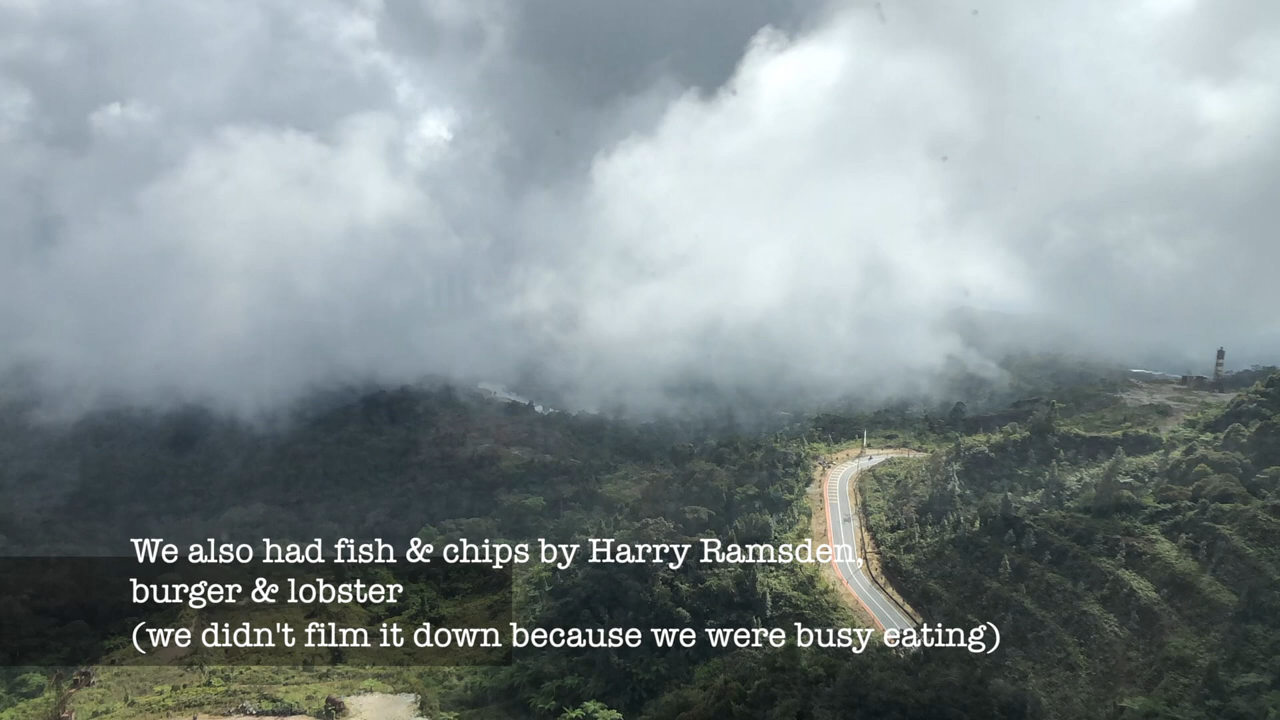 We also had fish & chips by Harry Ramsden,
burger & lobster
(we didn't film it down because we were busy eating)